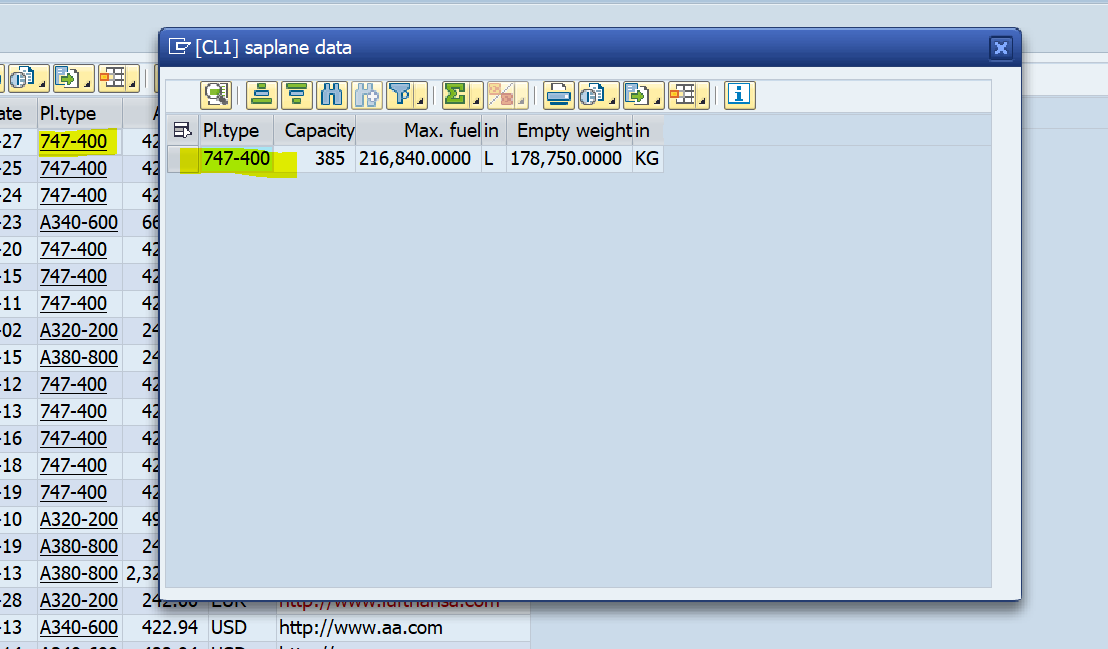 [CL1] saplane data
Pl.type Capacity Max. fuel in Empty weight in
747-400 385 216,840.0000 L 178,750.0000 KG
ate Pl.type
-27 747-400 42
-25 747-400 42
-24 747-400 42
-23 A340-600 66
-20 747-400 42
-15 747-400 42
-11 747-400 42
-02 A320-200 24
-15 A380-800 24
-12 747-400 42
-13 747-400 42
-16 747-400 42
-18 747-400 42
-19 747-400 42
-10 A320-200 49
-19 A380-800 24
-13 A380-800 2,32
-28 A320-200 242.00 EUR http://www.lufthansa.com
-13 A340-600 422.94 USD http://www.aa.com